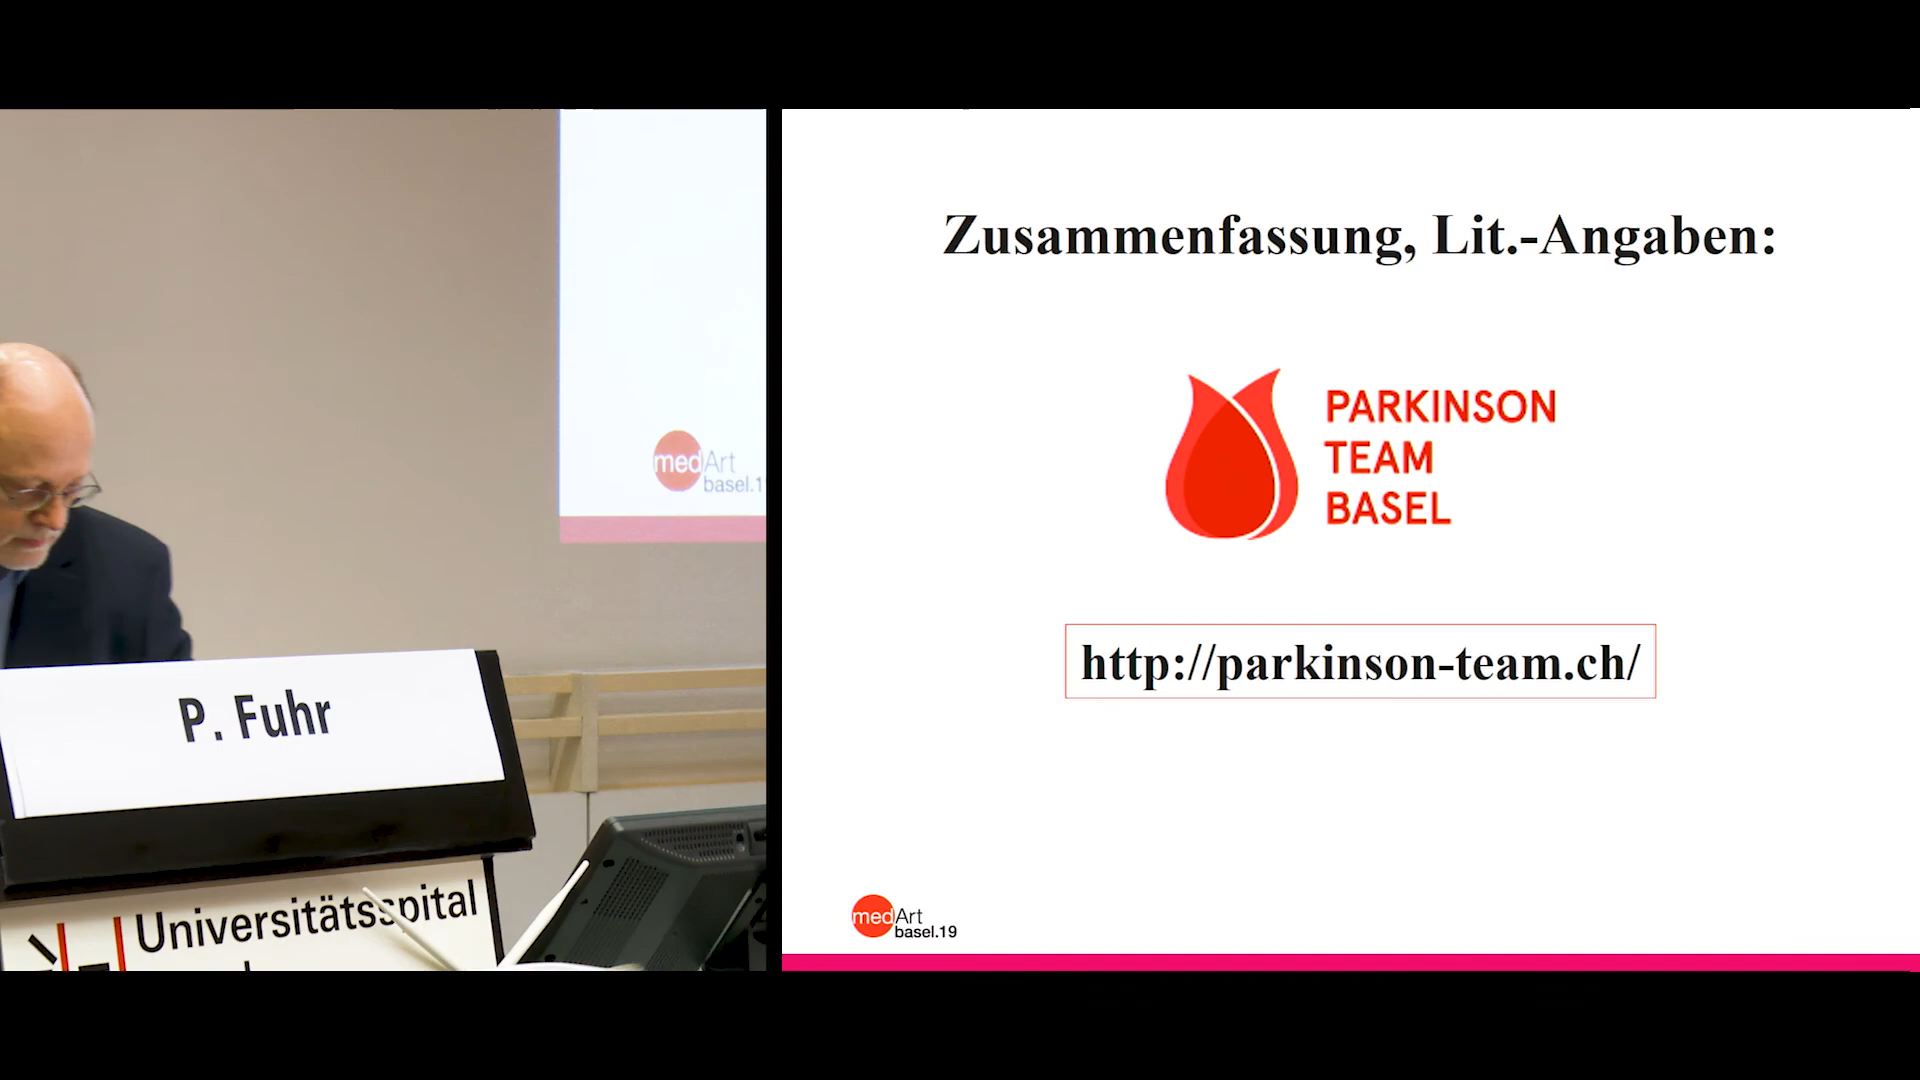 medArt
basel.1
P. Fuhr
Universitätsspital
Zusammenfassung, Lit.-Angaben:
PARKINSON
TEAM
BASEL
http://parkinson-team.ch/
medArt
basel.19